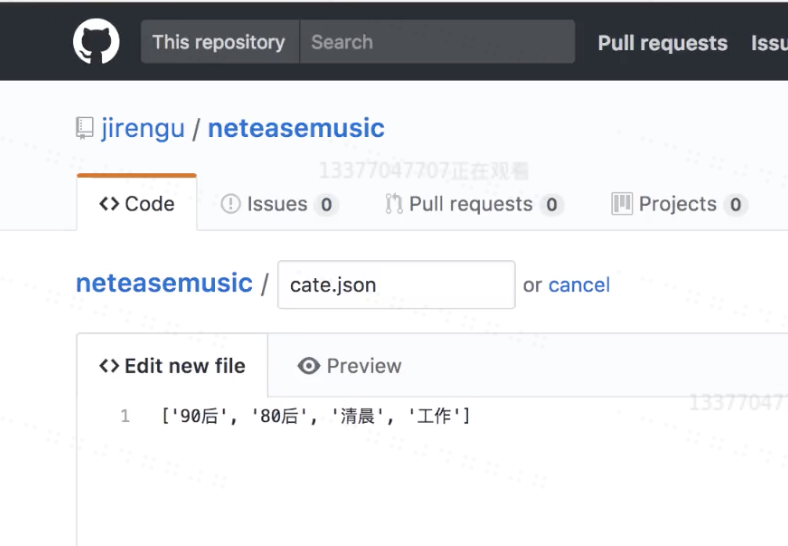 This repository Search Pull requests Issu
jirengu / neteasemusic
13377047707正在观看
Code Issues 0 Pull requests 0 Projects 0
neteasemusic / cate.json or cancel
Edit new file Preview
1337704770
1 ['90后', '80后', '清晨', '工作']